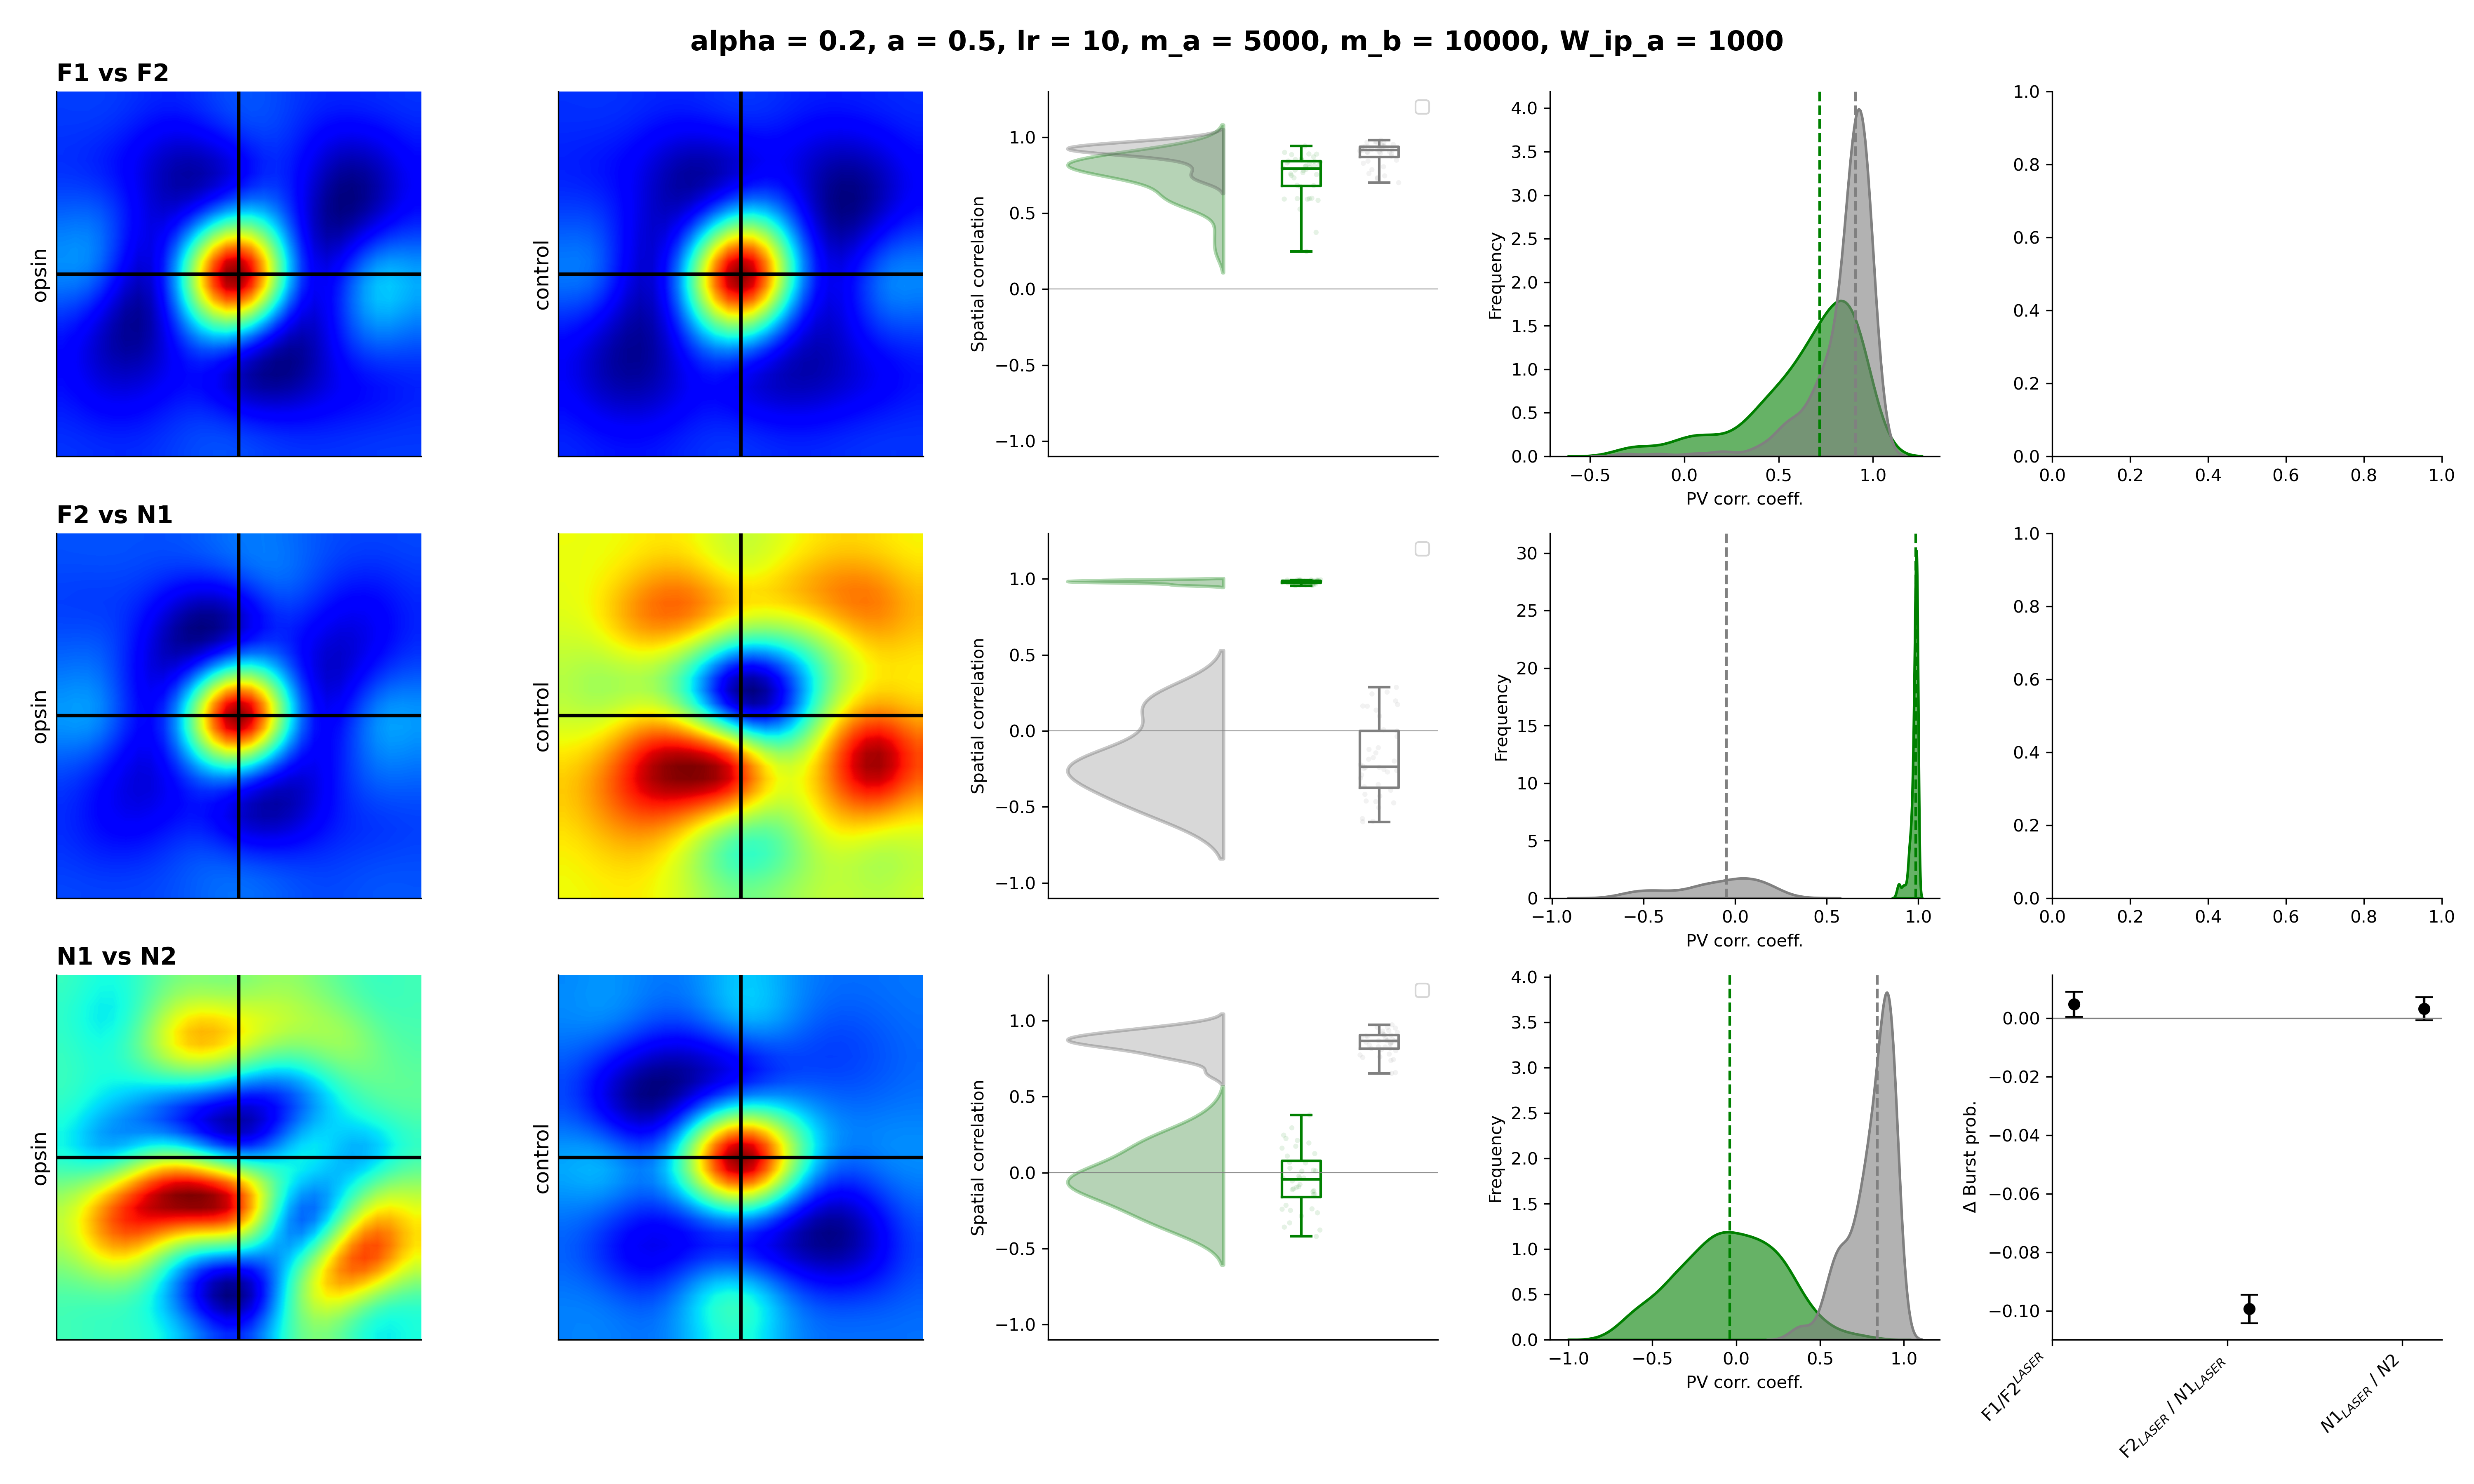 alpha = 0.2, a = 0.5, lr = 10, m_a = 5000, m_b = 10000, W_ip_a = 1000
F1 vs F2
opsin
control
Spatial correlation
1.0
0.5
0.0
−0.5
−1.0
Frequency
4.0
3.5
3.0
2.5
2.0
1.5
1.0
0.5
0.0
−0.5 0.0 0.5 1.0
PV corr. coeff.
1.0
0.8
0.6
0.4
0.2
0.0
0.0 0.2 0.4 0.6 0.8 1.0
F2 vs N1
opsin
control
Spatial correlation
1.0
0.5
0.0
−0.5
−1.0
Frequency
30
25
20
15
10
5
0
−1.0 −0.5 0.0 0.5 1.0
PV corr. coeff.
1.0
0.8
0.6
0.4
0.2
0.0
0.0 0.2 0.4 0.6 0.8 1.0
N1 vs N2
opsin
control
Spatial correlation
1.0
0.5
0.0
−0.5
−1.0
Frequency
4.0
3.5
3.0
2.5
2.0
1.5
1.0
0.5
0.0
−1.0 −0.5 0.0 0.5 1.0
PV corr. coeff.
Δ Burst prob.
0.00
−0.02
−0.04
−0.06
−0.08
−0.10
F1/F2^LASER
F2_LASER / N1_LASER
N1_LASER / N2